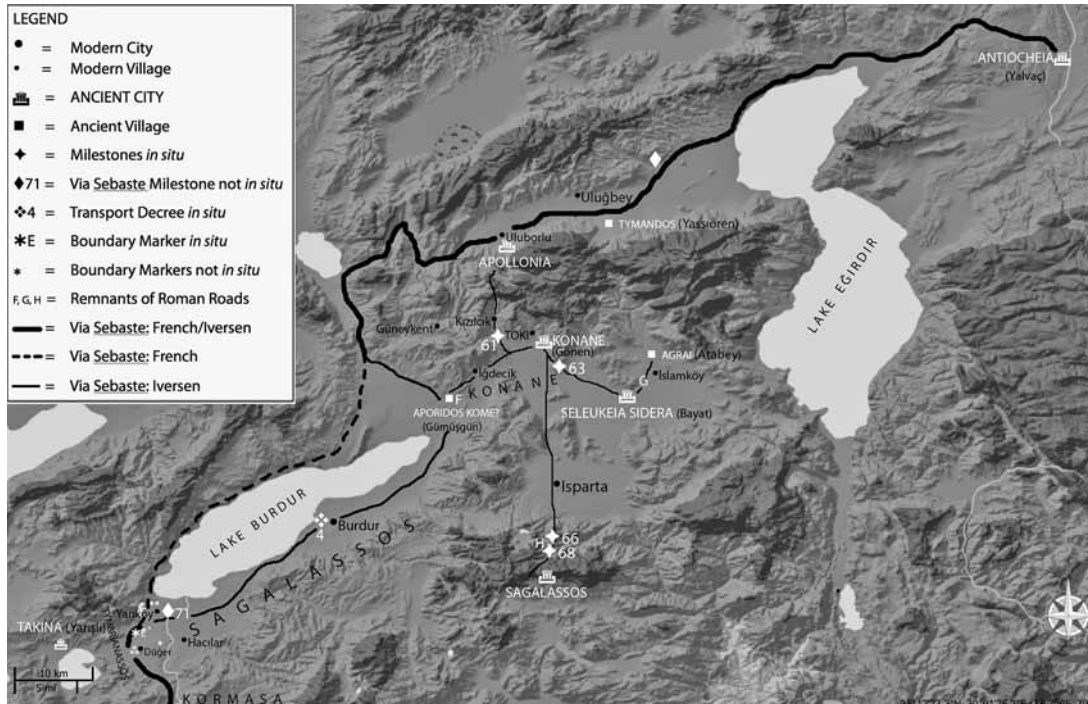 LEGEND
= Modern City
= Modern Village
= ANCIENT CITY
= Ancient Village
= Milestones in situ
71 = Via Sebaste Milestone not in situ
4 = Transport Decree in situ
E = Boundary Marker in situ
= Boundary Markers not in situ
F, G, H = Remnants of Roman Roads
= Via Sebaste: French/Iversen
= Via Sebaste: French
= Via Sebaste: Iversen
ANTIOCHEIA
(Yalvaç)
Uluğbey
TYMANDOS (Yassıören)
Uluborlu
APOLLONIA
LAKE EĞIRDIR
Güneykent
Kızılcık
TOKI
61
KONANE
(Gönen)
63
AGRAI (Atabey)
Islamköy
G
İğdecik
KONANE
F
APORIDOS KOME?
(Gümüşgün)
SELEUKEIA SIDERA (Bayat)
LAKE BURDUR
Isparta
Burdur
4
66
H
68
SAGALASSOS
SAGALASSOS
Yarıköy
71
TAKINA (Yarışlı)
E
Düğer
Hacılar
10 km
5 mi
KORMASA